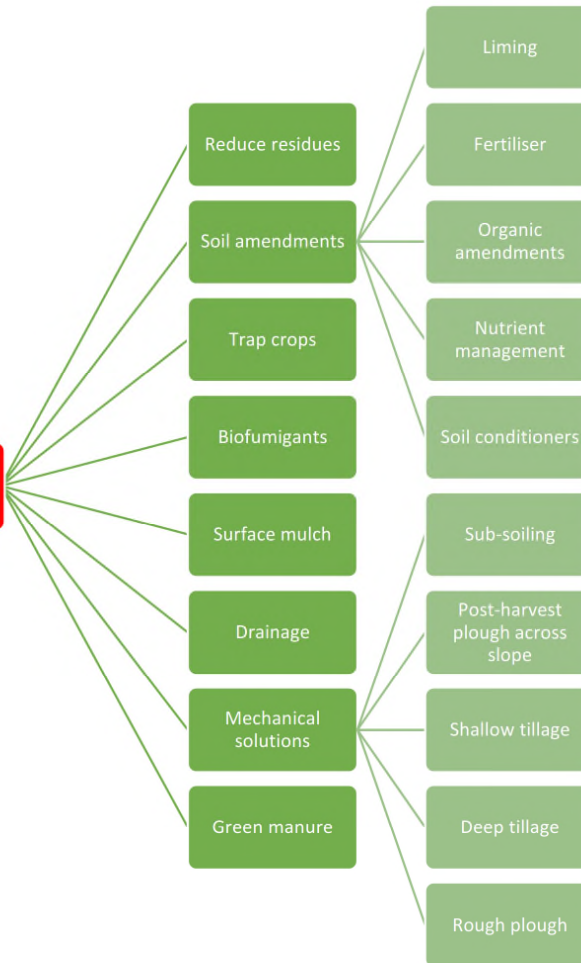 Reduce residues
Soil amendments
Trap crops
Biofumigants
Surface mulch
Drainage
Mechanical
solutions
Green manure
Liming
Fertiliser
Organic
amendments
Nutrient
management
Soil conditioners
Sub-soiling
Post-harvest
plough across
slope
Shallow tillage
Deep tillage
Rough plough